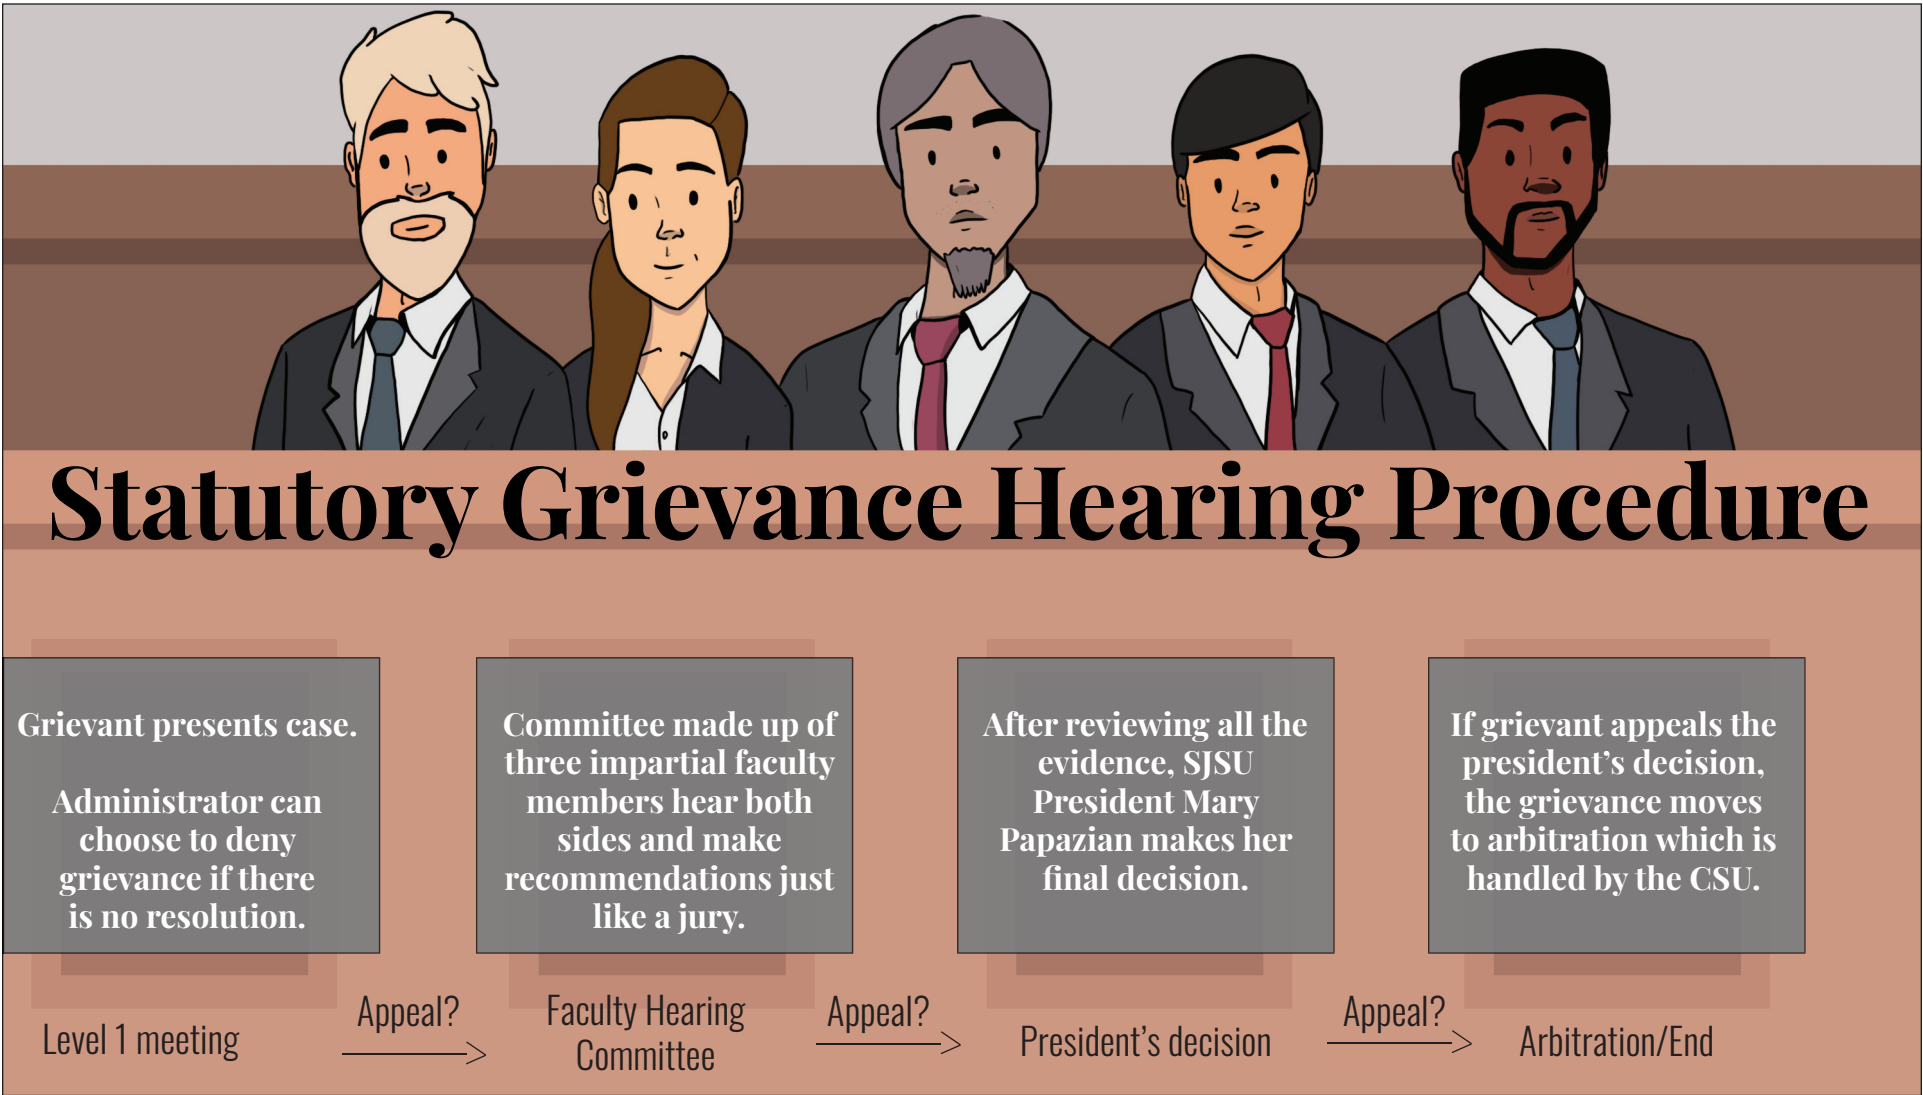 Statutory Grievance Hearing Procedure
Grievant presents case.
Administrator can
choose to deny
grievance if there
is no resolution.
Level 1 meeting
Appeal?
Committee made up of
three impartial faculty
members hear both
sides and make
recommendations just
like a jury.
Faculty Hearing
Committee
Appeal?
After reviewing all the
evidence, SJSU
President Mary
Papazian makes her
final decision.
President’s decision
Appeal?
If grievant appeals the
president’s decision,
the grievance moves
to arbitration which is
handled by the CSU.
Arbitration/End